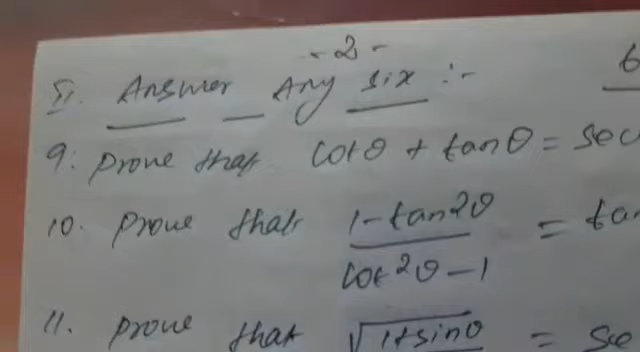 - 2 -
II. Answer Any six :-
9. prove that cotθ + tanθ = sec
10. prove that 1-tan2θ / cot²θ-1 = tan
11. prove that √1+sinθ = se